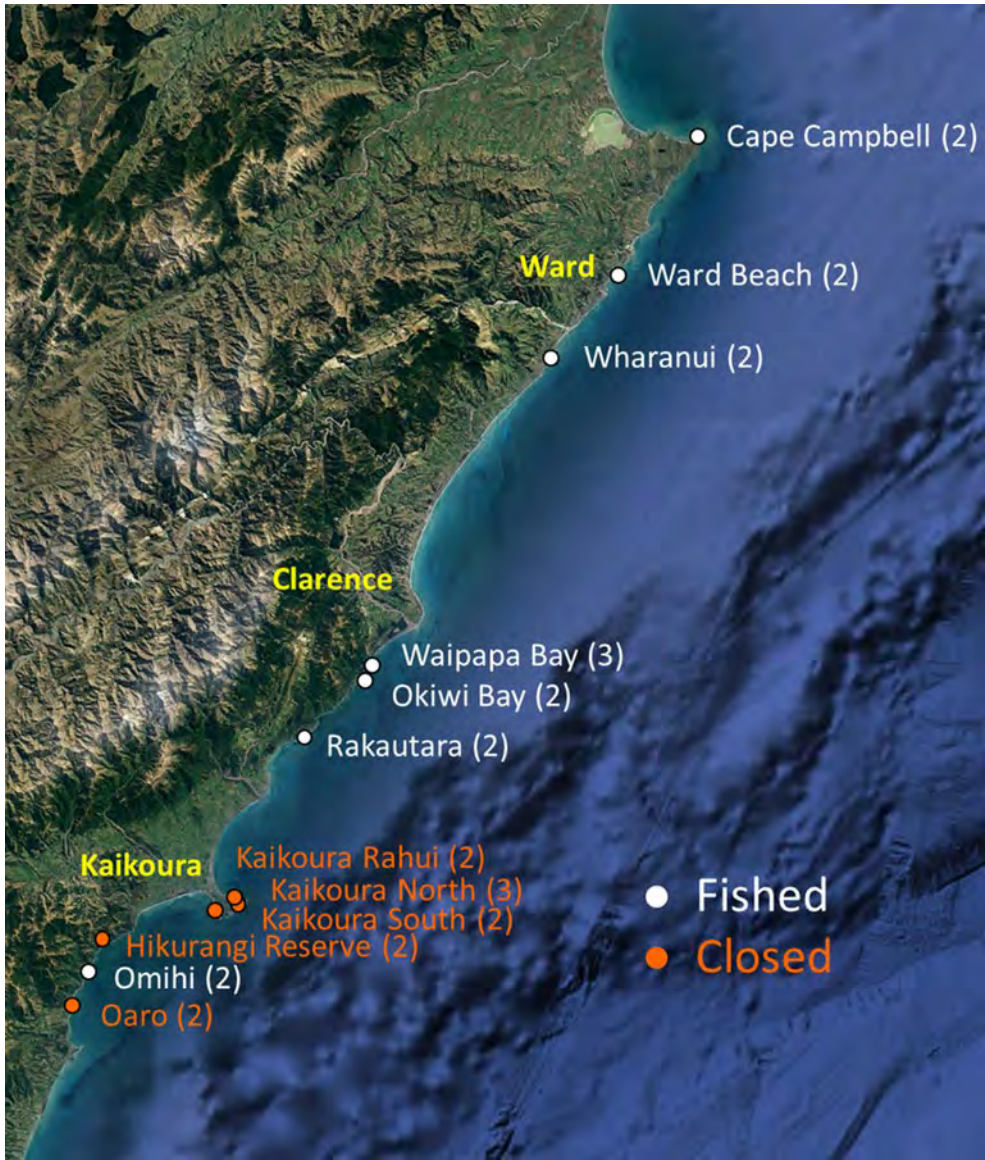 Cape Campbell (2)
Ward
Ward Beach (2)
Wharanui (2)
Clarence
Waipapa Bay (3)
Okiwi Bay (2)
Rakautara (2)
Kaikoura
Kaikoura Rahui (2)
Kaikoura North (3)
Kaikoura South (2)
Hikurangi Reserve (2)
Omihi (2)
Oaro (2)
Fished
Closed